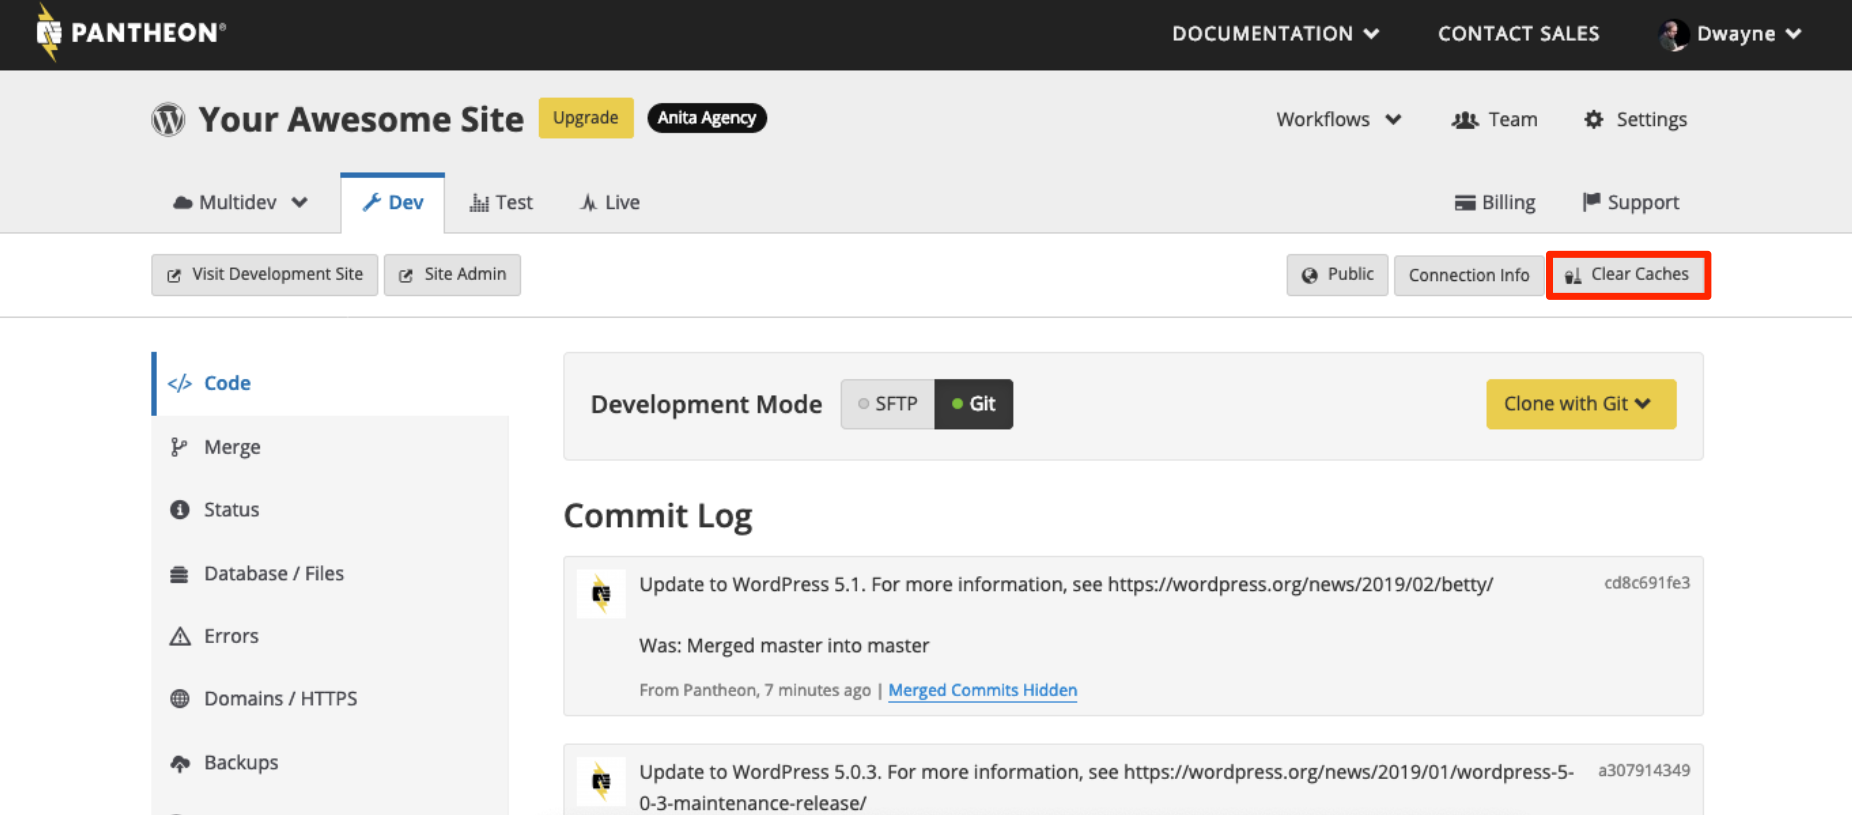 PANTHEON®
DOCUMENTATION
CONTACT SALES
Dwayne
Your Awesome Site
Upgrade
Anita Agency
Workflows
Team
Settings
Multidev
Dev
Test
Live
Billing
Support
Visit Development Site
Site Admin
Public
Connection Info
Clear Caches
</> Code
Merge
Status
Database / Files
Errors
Domains / HTTPS
Backups
Development Mode
SFTP
Git
Clone with Git
Commit Log
Update to WordPress 5.1. For more information, see https://wordpress.org/news/2019/02/betty/
cd8c691fe3
Was: Merged master into master
From Pantheon, 7 minutes ago | Merged Commits Hidden
Update to WordPress 5.0.3. For more information, see https://wordpress.org/news/2019/01/wordpress-5-
a307914349
0-3-maintenance-release/